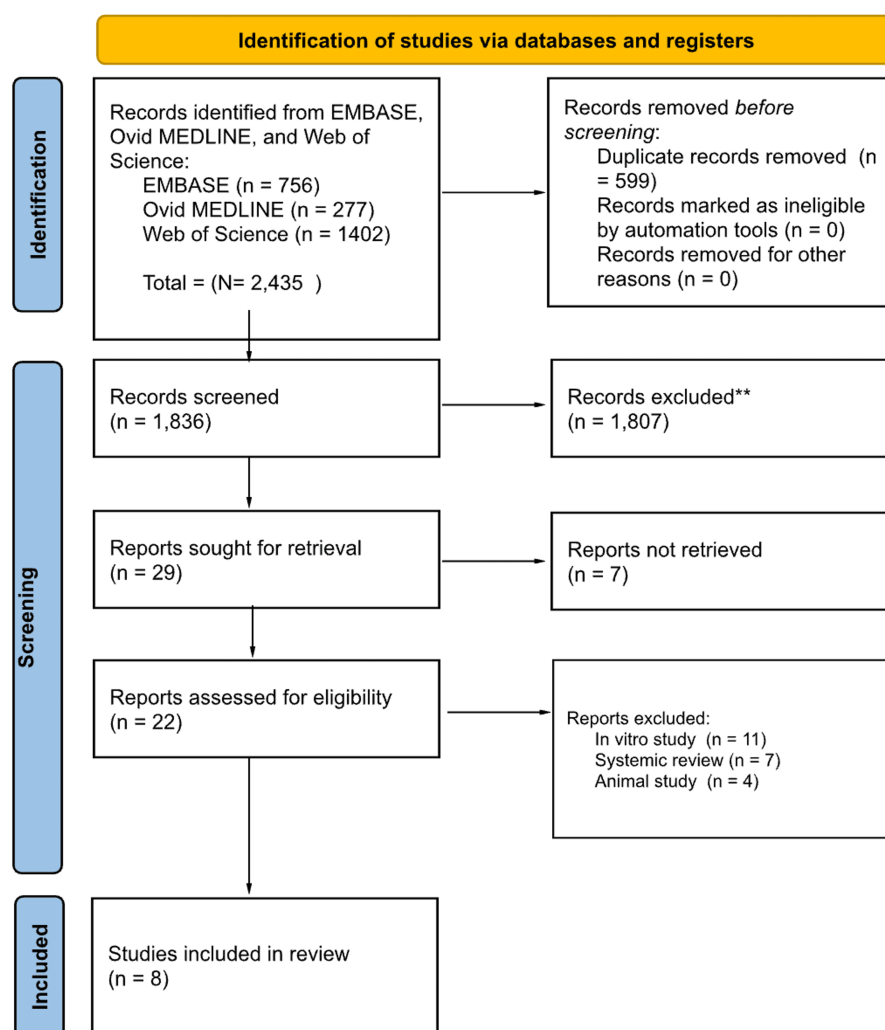 Identification of studies via databases and registers
Identification
Records identified from EMBASE,
Ovid MEDLINE, and Web of
Science:
EMBASE (n = 756)
Ovid MEDLINE (n = 277)
Web of Science (n = 1402)
Total = (N= 2,435 )
Records removed before
screening:
Duplicate records removed (n
= 599)
Records marked as ineligible
by automation tools (n = 0)
Records removed for other
reasons (n = 0)
Screening
Records screened
(n = 1,836)
Records excluded**
(n = 1,807)
Reports sought for retrieval
(n = 29)
Reports not retrieved
(n = 7)
Reports assessed for eligibility
(n = 22)
Reports excluded:
In vitro study (n = 11)
Systemic review (n = 7)
Animal study (n = 4)
Included
Studies included in review
(n = 8)